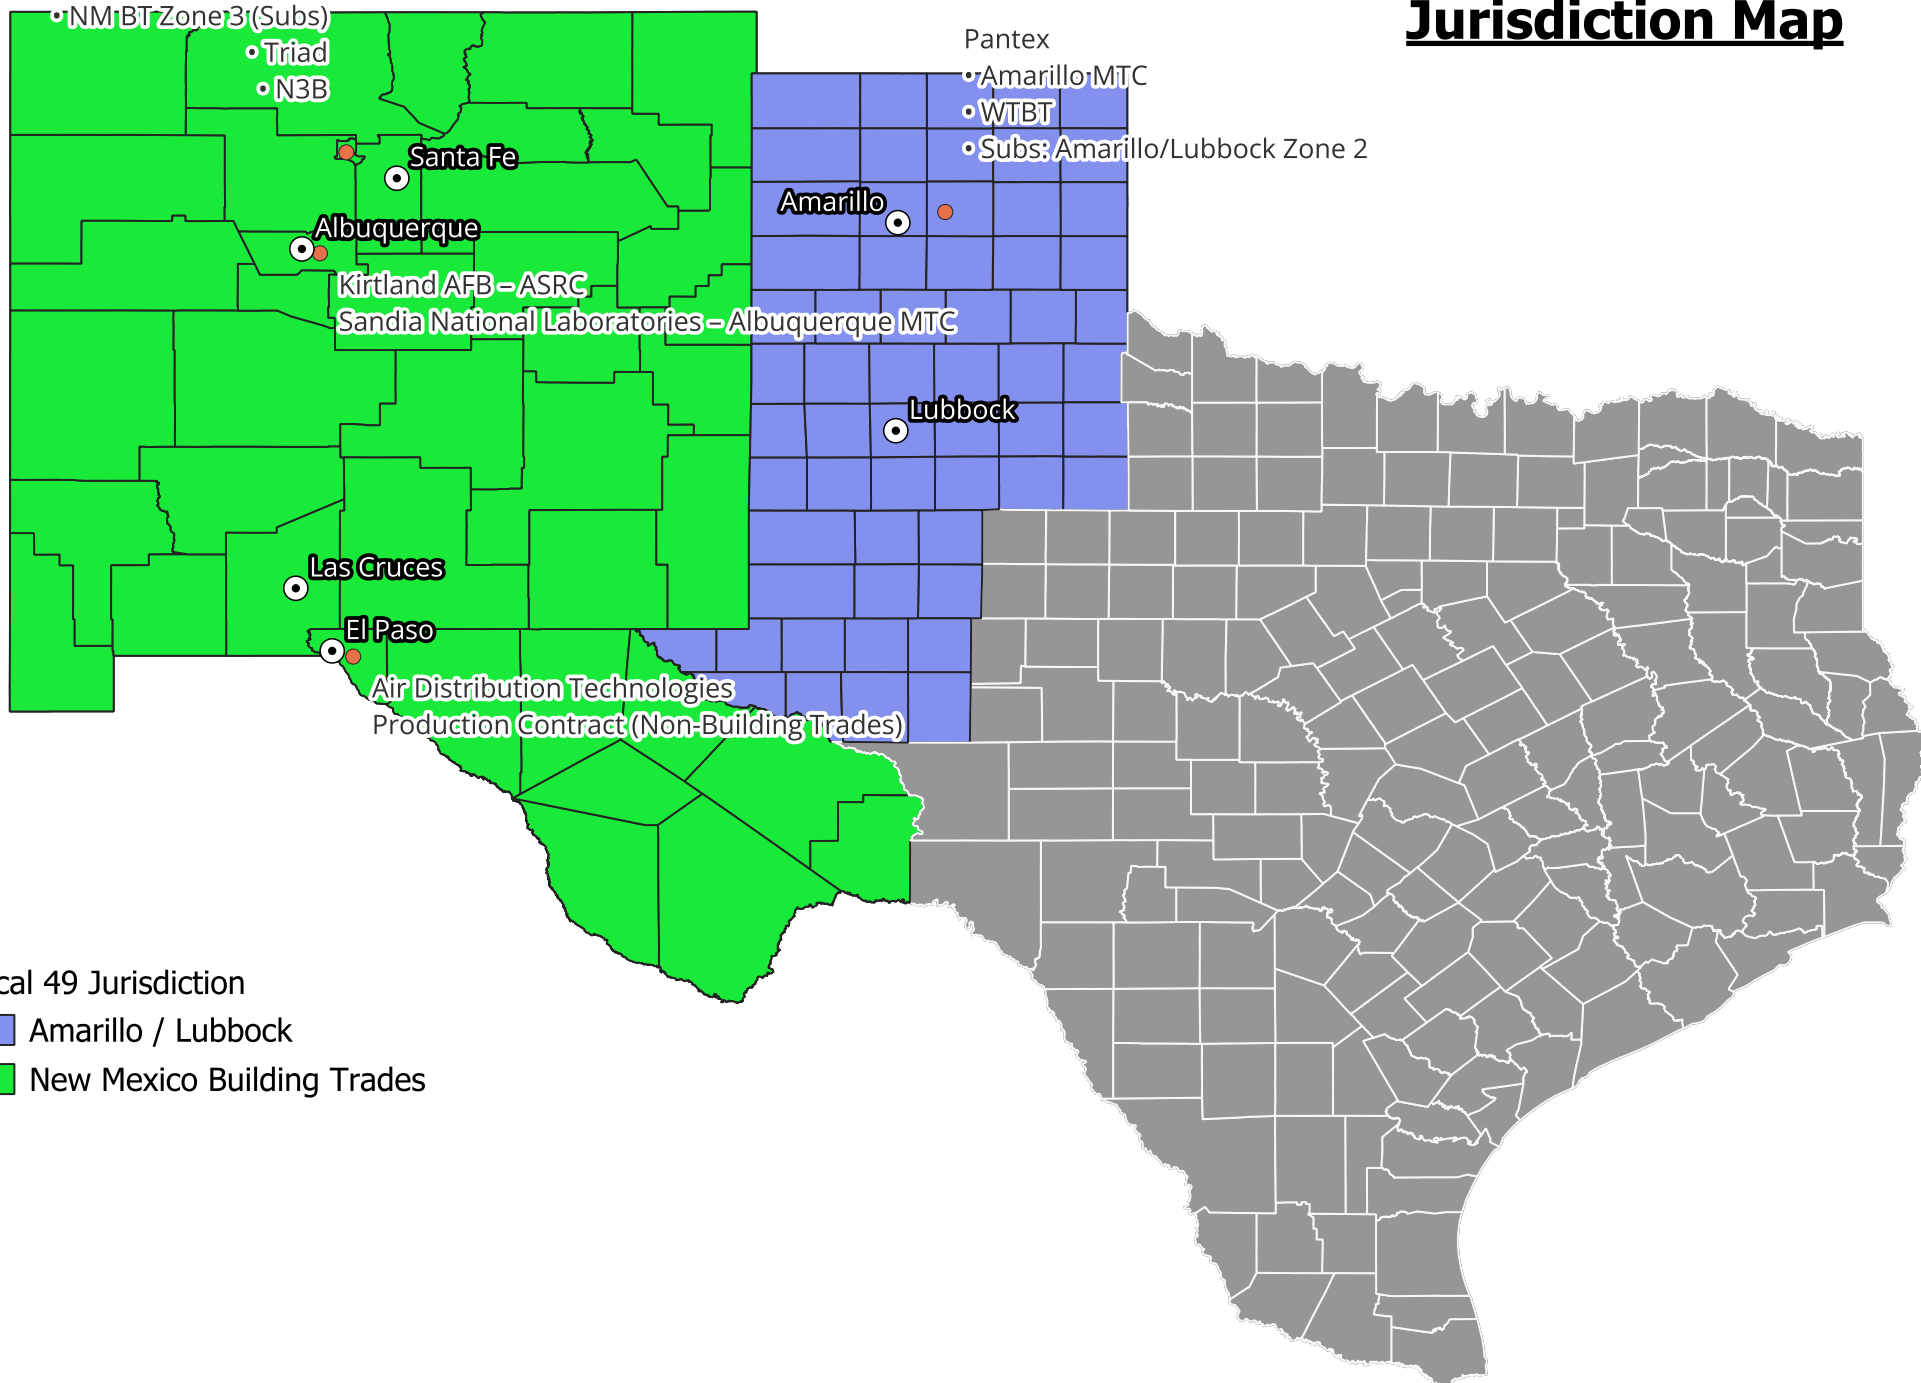 Jurisdiction Map
• NM BT Zone 3 (Subs)
• Triad
• N3B
Pantex
• Amarillo MTC
• WTBT
• Subs: Amarillo/Lubbock Zone 2
Santa Fe
Amarillo
Albuquerque
Kirtland AFB – ASRC
Sandia National Laboratories – Albuquerque MTC
Lubbock
Las Cruces
El Paso
Air Distribution Technologies
Production Contract (Non-Building Trades)
cal 49 Jurisdiction
Amarillo / Lubbock
New Mexico Building Trades